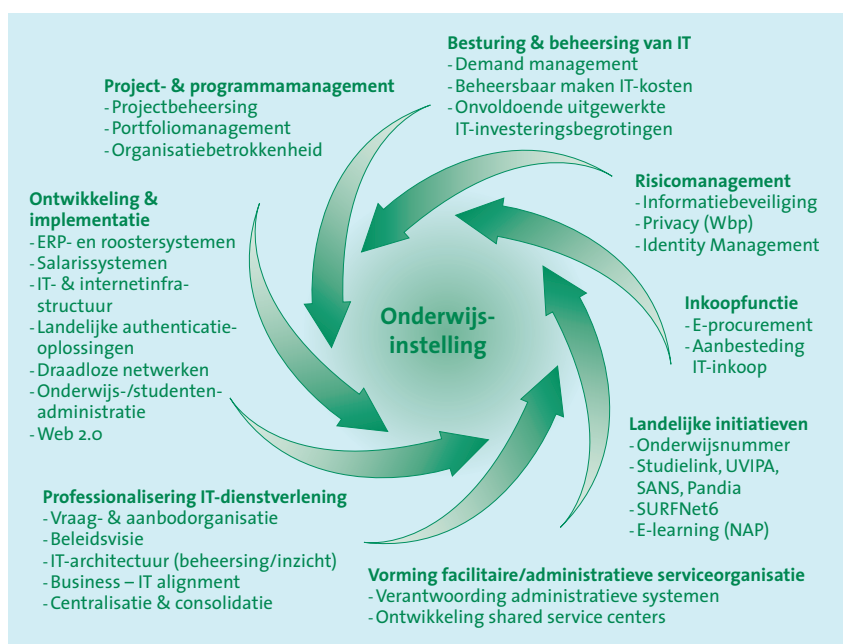 Besturing & beheersing van IT
- Demand management
- Beheersbaar maken IT-kosten
- Onvoldoende uitgewerkte
IT-investeringsbegrotingen
Project- & programmamanagement
- Projectbeheersing
- Portfoliomanagement
- Organisatiebetrokkenheid
Risicomanagement
- Informatiebeveiliging
- Privacy (Wbp)
- Identity Management
Ontwikkeling &
implementatie
- ERP- en roostersystemen
- Salarissystemen
- IT- & internetinfra-
structuur
- Landelijke authenticatie-
oplossingen
- Draadloze netwerken
- Onderwijs-/studenten-
administratie
- Web 2.0
Onderwijs-
instelling
Inkoopfunctie
- E-procurement
- Aanbesteding
IT-inkoop
Landelijke initiatieven
- Onderwijsnummer
- Studielink, UVIPA,
SANS, Pandia
- SURFNet6
- E-learning (NAP)
Professionalisering IT-dienstverlening
- Vraag- & aanbodorganisatie
- Beleidsvisie
- IT-architectuur (beheersing/inzicht)
- Business – IT alignment
- Centralisatie & consolidatie
Vorming facilitaire/administratieve serviceorganisatie
- Verantwoording administratieve systemen
- Ontwikkeling shared service centers